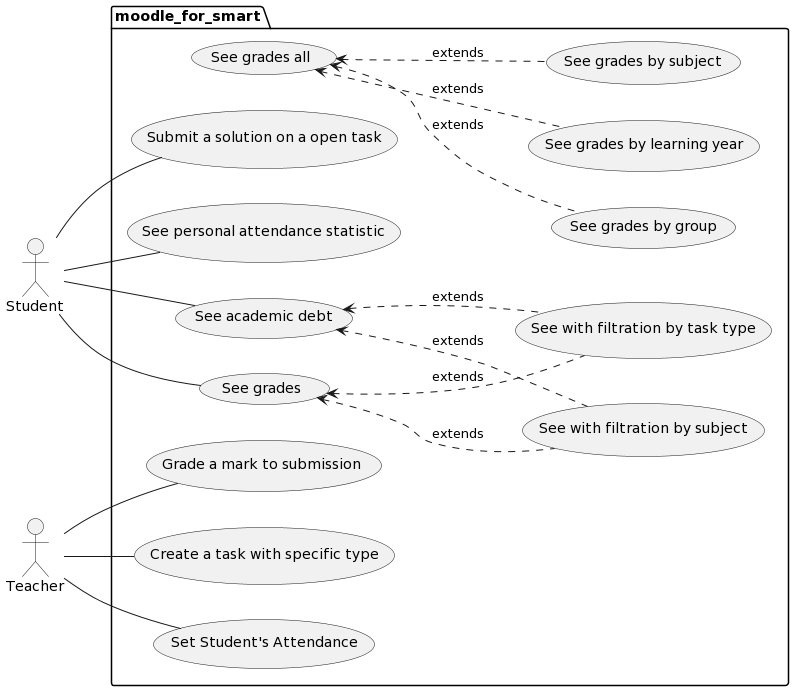 moodle_for_smart
See grades all
extends
See grades by subject
extends
extends
Submit a solution on a open task
See grades by learning year
See personal attendance statistic
See grades by group
Student
See academic debt
extends
See with filtration by task type
extends
extends
See grades
extends
See with filtration by subject
Grade a mark to submission
Teacher
Create a task with specific type
Set Student's Attendance